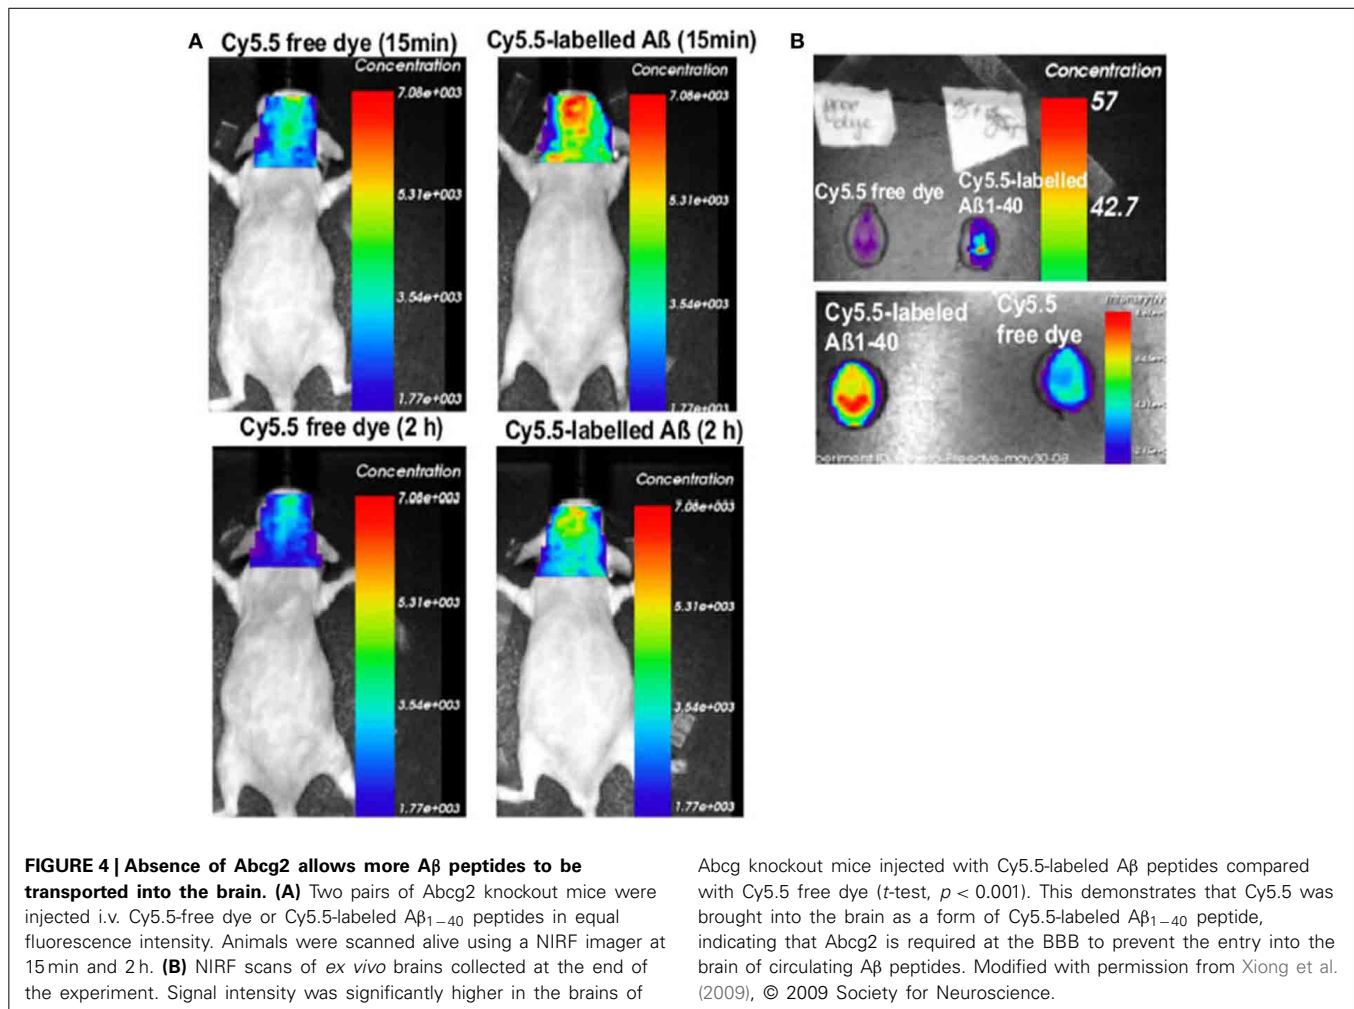 A
Cy5.5 free dye (15min)
Concentration
7.08e+003
5.31e+003
3.54e+003
1.77e+003
Cy5.5-labelled Aß (15min)
Concentration
7.08e+003
5.31e+003
3.54e+003
1.77e+003
Cy5.5 free dye (2 h)
Concentration
7.08e+003
5.31e+003
3.54e+003
1.77e+003
Cy5.5-labelled Aß (2 h)
Concentration
7.08e+003
5.31e+003
3.54e+003
1.77e+003
B
Concentration
57
42.7
dye
Cy5.5 free dye
Cy5.5-labelled
Aß1-40
Cy5.5-labeled
Aß1-40
Cy5.5
free dye
FIGURE 4 | Absence of Abcg2 allows more Aβ peptides to be
transported into the brain. (A) Two pairs of Abcg2 knockout mice were
injected i.v. Cy5.5-free dye or Cy5.5-labeled Aβ1−40 peptides in equal
fluorescence intensity. Animals were scanned alive using a NIRF imager at
15 min and 2 h. (B) NIRF scans of ex vivo brains collected at the end of
the experiment. Signal intensity was significantly higher in the brains of
Abcg knockout mice injected with Cy5.5-labeled Aβ peptides compared
with Cy5.5 free dye (t-test, p < 0.001). This demonstrates that Cy5.5 was
brought into the brain as a form of Cy5.5-labeled Aβ1−40 peptide,
indicating that Abcg2 is required at the BBB to prevent the entry into the
brain of circulating Aβ peptides. Modified with permission from Xiong et al.
(2009), © 2009 Society for Neuroscience.